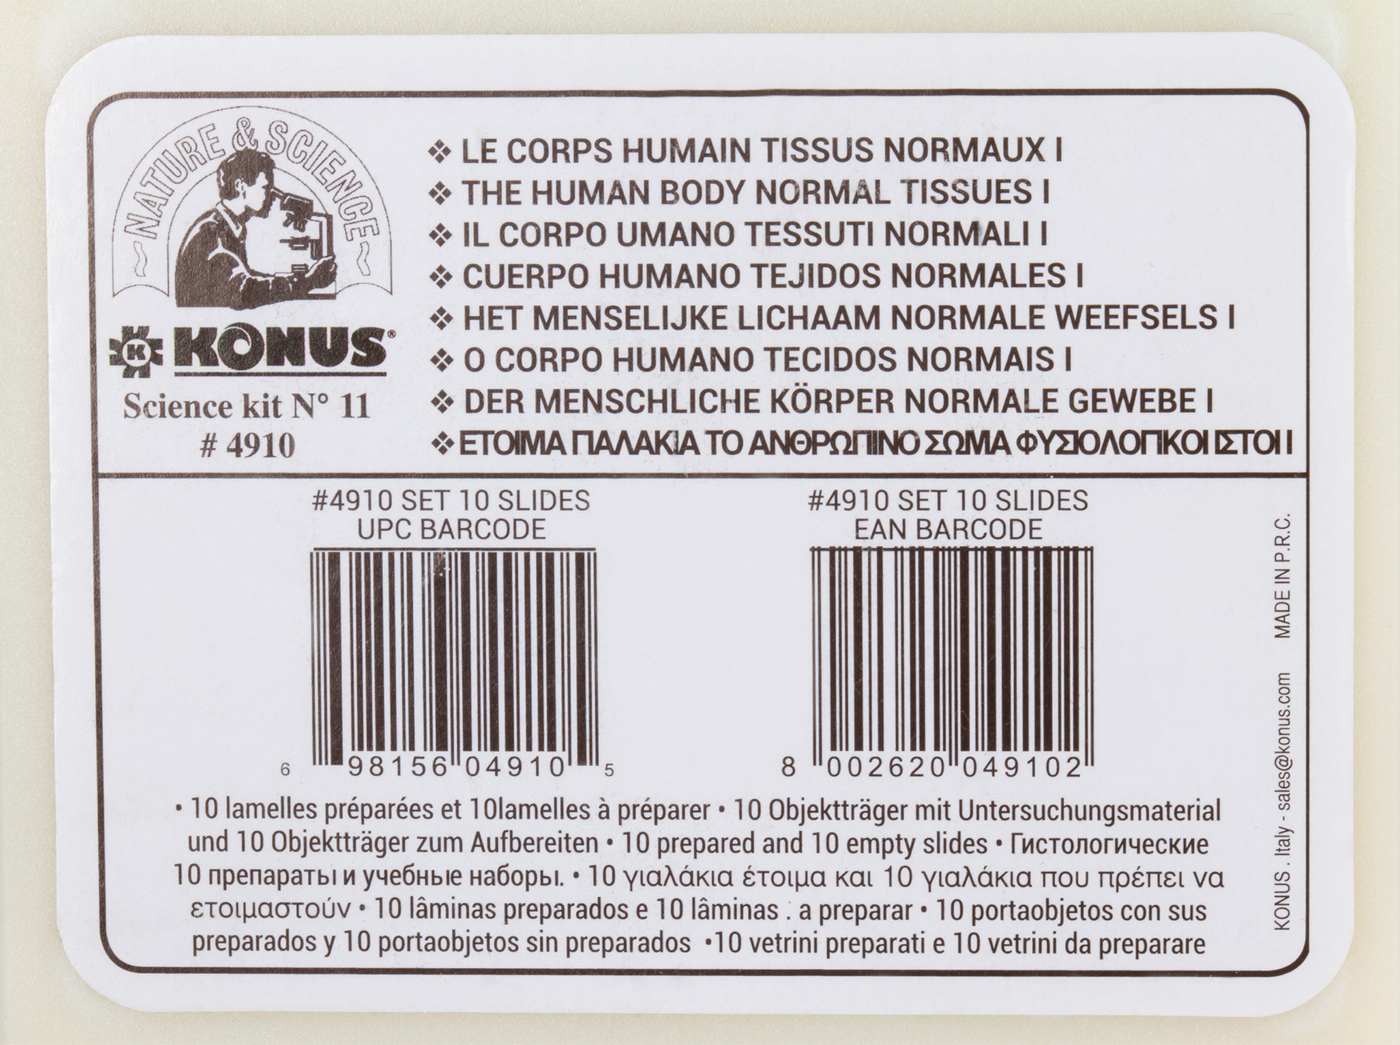 ~ NATURE & SCIENCE ~
K
KONUS®
Science kit N° 11
# 4910
❖ LE CORPS HUMAIN TISSUS NORMAUX I
❖ THE HUMAN BODY NORMAL TISSUES I
❖ IL CORPO UMANO TESSUTI NORMALI I
❖ CUERPO HUMANO TEJIDOS NORMALES I
❖ HET MENSELIJKE LICHAAM NORMALE WEEFSELS I
❖ O CORPO HUMANO TECIDOS NORMAIS I
❖ DER MENSCHLICHE KÖRPER NORMALE GEWEBE I
❖ ΕΤΟΙΜΑ ΠΑΛΑΚΙΑ ΤΟ ΑΝΘΡΩΠΙΝΟ ΣΩΜΑ ΦΥΣΙΟΛΟΓΙΚΟΙ ΙΣΤΟΙ Ι
#4910 SET 10 SLIDES
UPC BARCODE
6 98156 04910 5
#4910 SET 10 SLIDES
EAN BARCODE
8 002620 049102
• 10 lamelles préparées et 10lamelles à préparer • 10 Objektträger mit Untersuchungsmaterial
und 10 Objektträger zum Aufbereiten • 10 prepared and 10 empty slides • Гистологические
10 препараты и учебные наборы. • 10 γιαλάκια έτοιμα και 10 γιαλάκια που πρέπει να
ετοιμαστούν • 10 lâminas preparados e 10 lâminas . a preparar • 10 portaobjetos con sus
preparados y 10 portaobjetos sin preparados •10 vetrini preparati e 10 vetrini da preparare
KONUS . Italy - sales@konus.com MADE IN P.R.C.